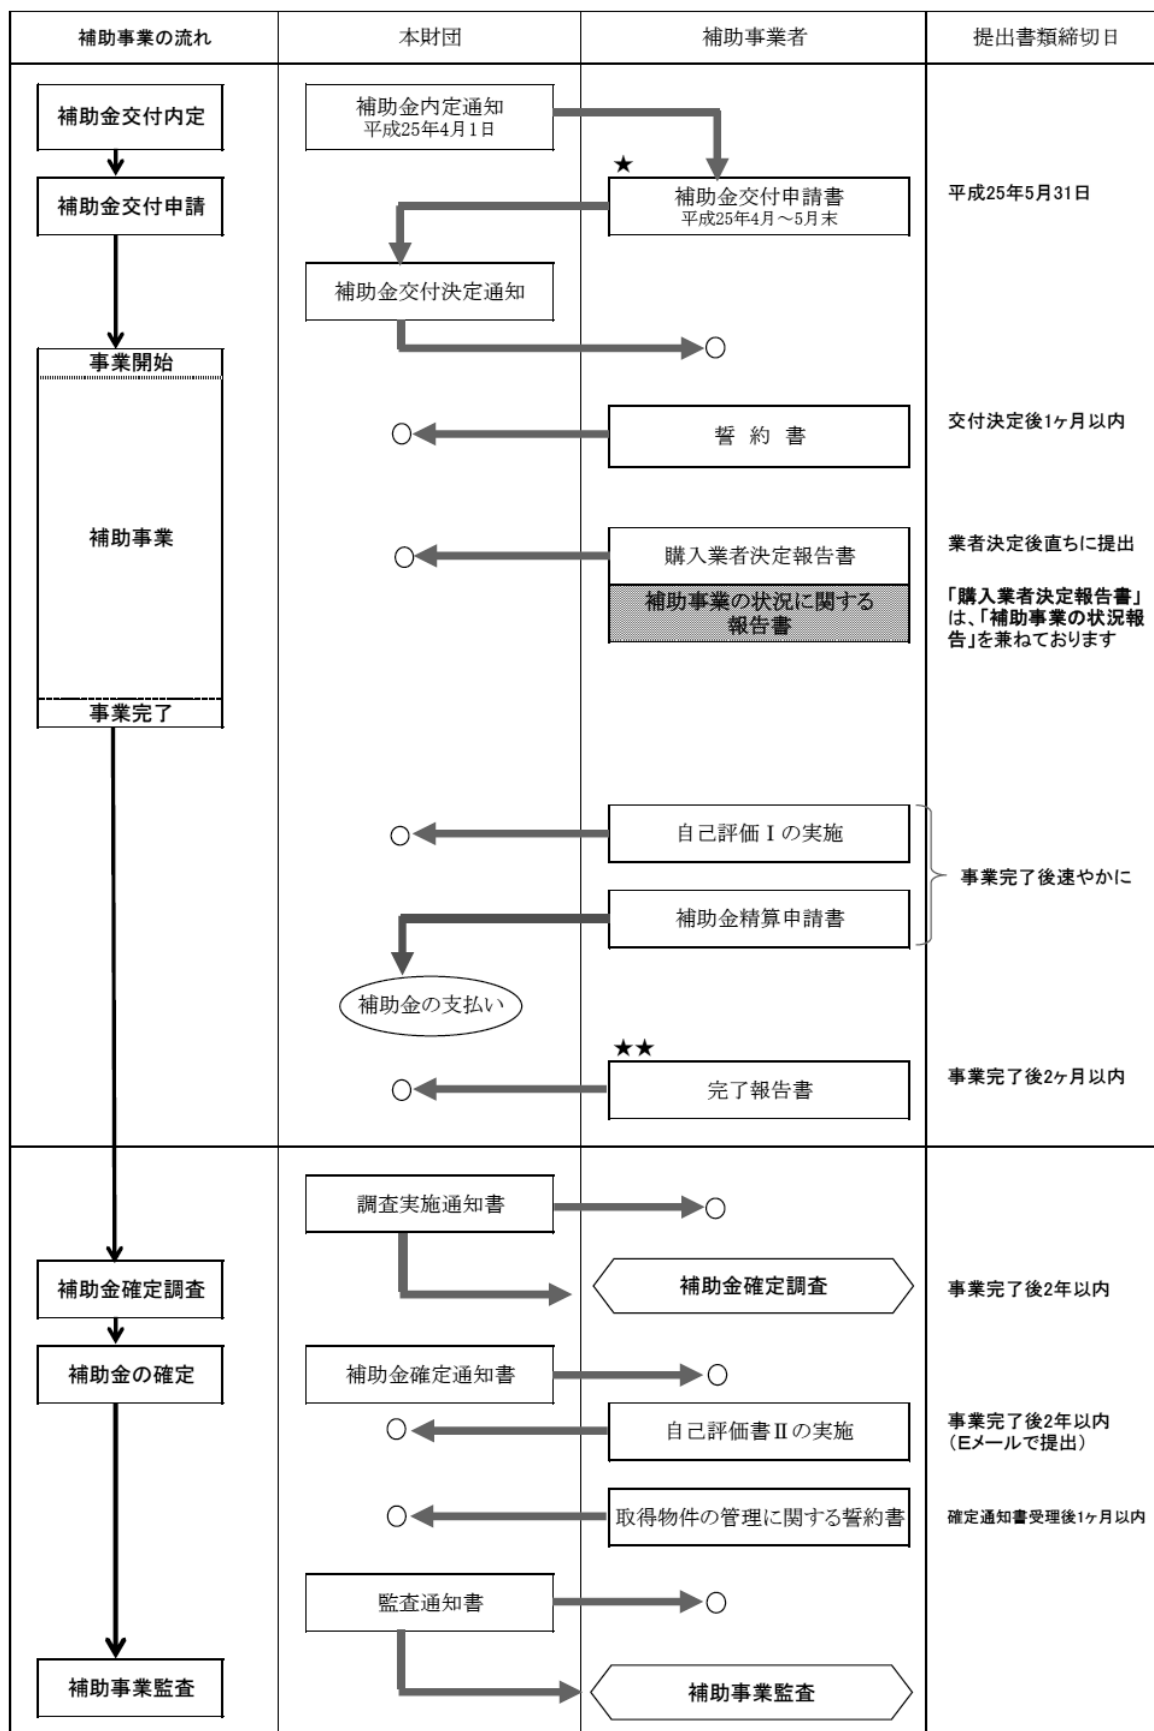 補助事業の流れ
本財団
補助事業者
提出書類締切日
補助金交付内定
補助金内定通知
平成25年4月1日
★
補助金交付申請
補助金交付申請書
平成25年4月～5月末
平成25年5月31日
補助金交付決定通知
事業開始
誓 約 書
交付決定後1ヶ月以内
補助事業
購入業者決定報告書
業者決定後直ちに提出
補助事業の状況に関する
報告書
「購入業者決定報告書」
は、「補助事業の状況報
告」を兼ねております
事業完了
自己評価Ⅰの実施
事業完了後速やかに
補助金精算申請書
補助金の支払い
★★
完了報告書
事業完了後2ヶ月以内
調査実施通知書
補助金確定調査
補助金確定調査
事業完了後2年以内
補助金の確定
補助金確定通知書
自己評価書Ⅱの実施
事業完了後2年以内
（Eメールで提出）
取得物件の管理に関する誓約書
確定通知書受理後1ヶ月以内
監査通知書
補助事業監査
補助事業監査